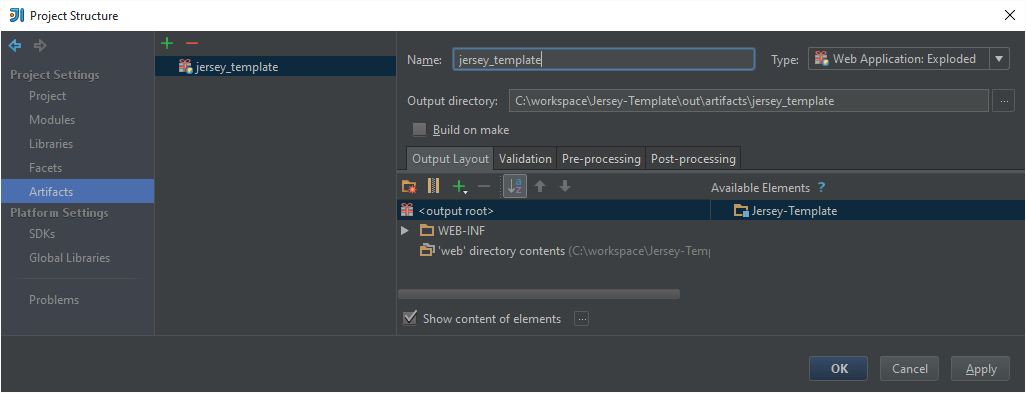 Project Structure
Project Settings
Project
Modules
Libraries
Facets
Artifacts
Platform Settings
SDKs
Global Libraries
Problems
jersey_template
Name: jersey_template Type: Web Application: Exploded
Output directory: C:\workspace\Jersey-Template\out\artifacts\jersey_template ...
Build on make
Output Layout Validation Pre-processing Post-processing
Available Elements ?
<output root> Jersey-Template
WEB-INF
'web' directory contents (C:\workspace\Jersey-Temp
Show content of elements ...
OK Cancel Apply